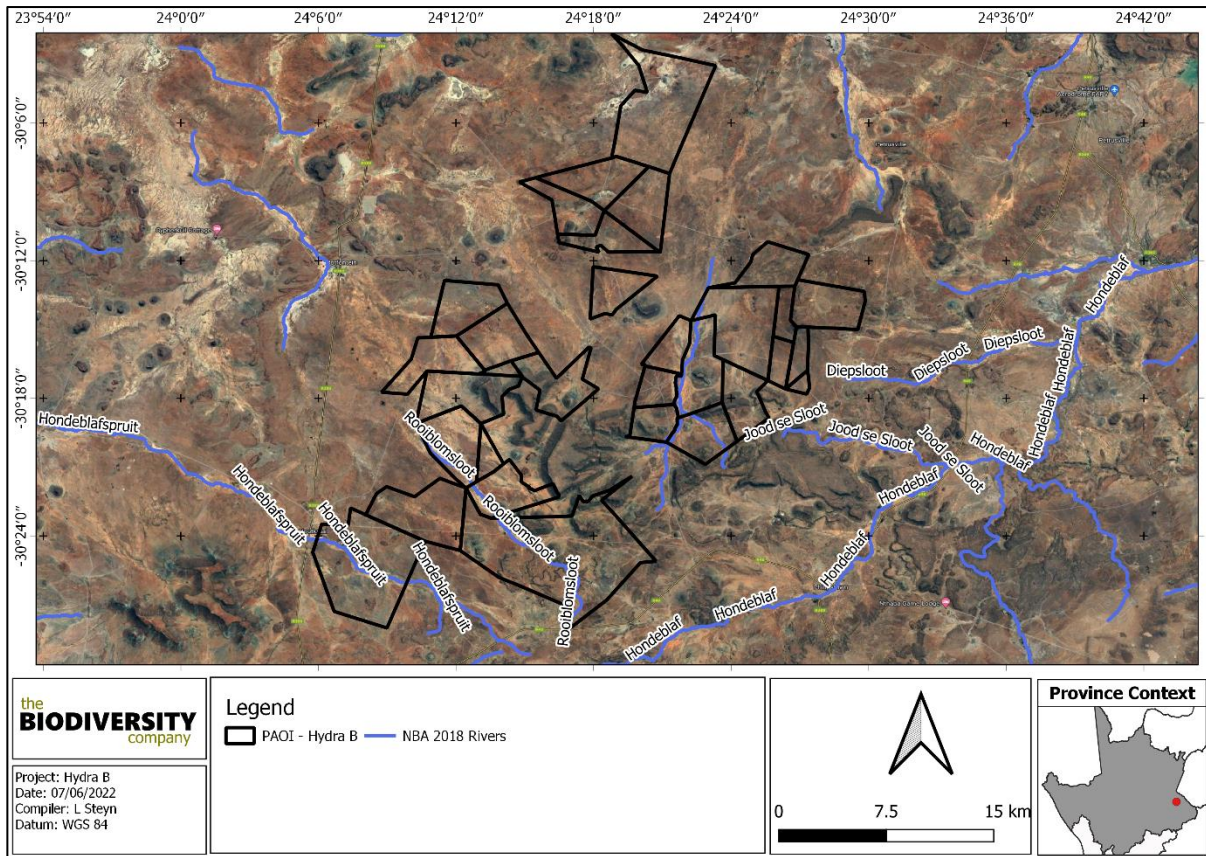 23°54′0″ 24°0′0″ 24°6′0″ 24°12′0″ 24°18′0″ 24°24′0″ 24°30′0″ 24°36′0″ 24°42′0″
-30°6′0″
-30°12′0″
-30°18′0″
-30°24′0″
Petrusville
Hondeblaf
Diepsloot
Diepsloot
Diepsloot
Hondeblaf
Hondeblaf
Hondeblafspruit
Rooiblomsloot
Jood se Sloot
Jood se Sloot
Jood se Sloot
Hondeblaf
Hondeblaf
Hondeblafspruit
Hondeblafspruit
Rooiblomsloot
Hondeblafspruit
Rooiblomsloot
Hondeblaf
Hondeblaf
Hondeblaf
the
BIODIVERSITY
company
Project: Hydra B
Date: 07/06/2022
Compiler: L Steyn
Datum: WGS 84
Legend
PAOI - Hydra B NBA 2018 Rivers
0 7.5 15 km
Province Context